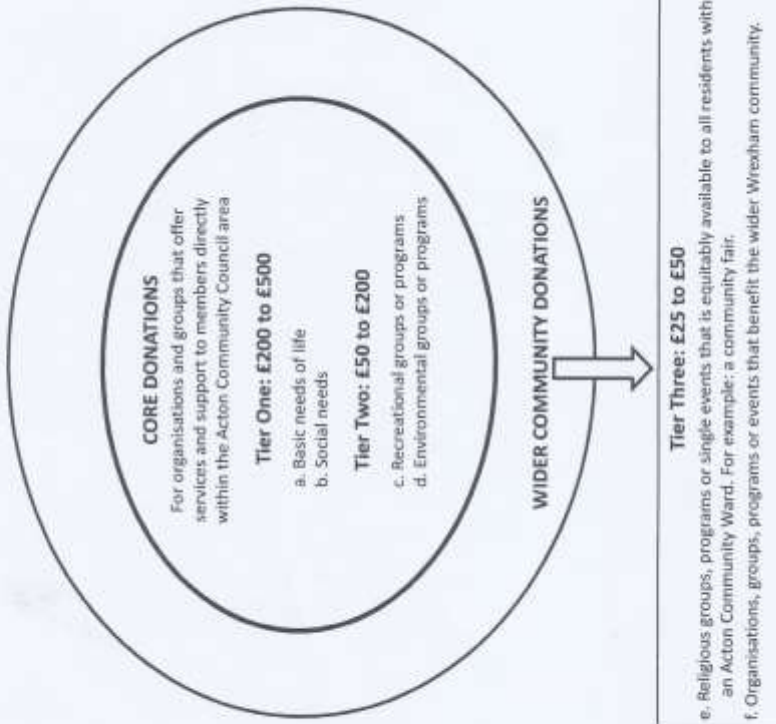 CORE DONATIONS
For organisations and groups that offer
services and support to members directly
within the Acton Community Council area
Tier One: £200 to £500
a. Basic needs of life
b. Social needs
Tier Two: £50 to £200
c. Recreational groups or programs
d. Environmental groups or programs
WIDER COMMUNITY DONATIONS
Tier Three: £25 to £50
e. Religious groups, programs or single events that is equitably available to all residents with
an Acton Community Ward. For example: a community fair.
f. Organisations, groups, programs or events that benefit the wider Wrexham community.